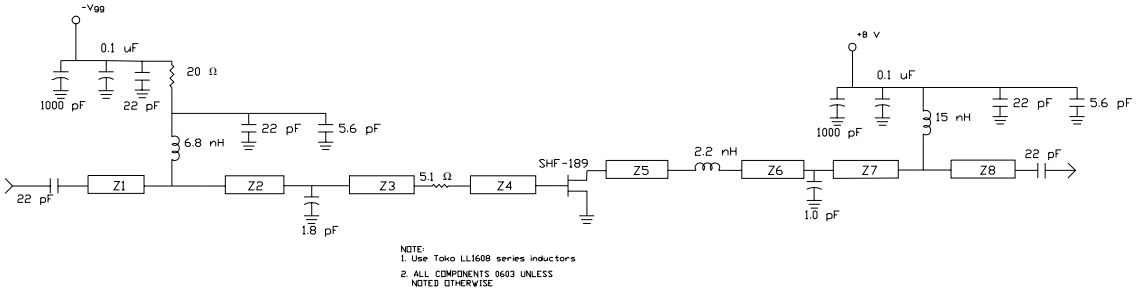 -Vgg
0.1 uF
20 Ω
1000 pF
22 pF
22 pF
5.6 pF
6.8 nH
22 pF
Z1
Z2
1.8 pF
Z3
5.1 Ω
Z4
SHF-189
Z5
2.2 nH
Z6
1.0 pF
Z7
+8 V
0.1 uF
1000 pF
15 nH
22 pF
5.6 pF
Z8
22 pF
NOTE:
1. Use Toko LL1608 series inductors
2. ALL COMPONENTS 0603 UNLESS
NOTED OTHERWISE